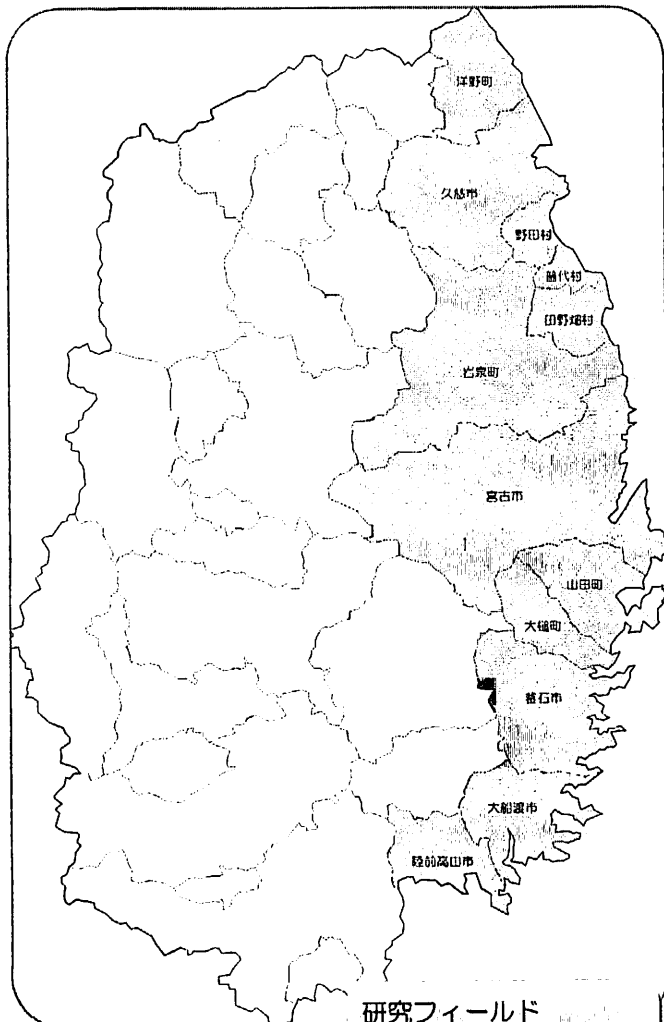 洋野町
久慈市
野田村
普代村
田野畑村
岩泉町
宮古市
山田町
大槌町
釜石市
大船渡市
陸前高田市
研究フィールド